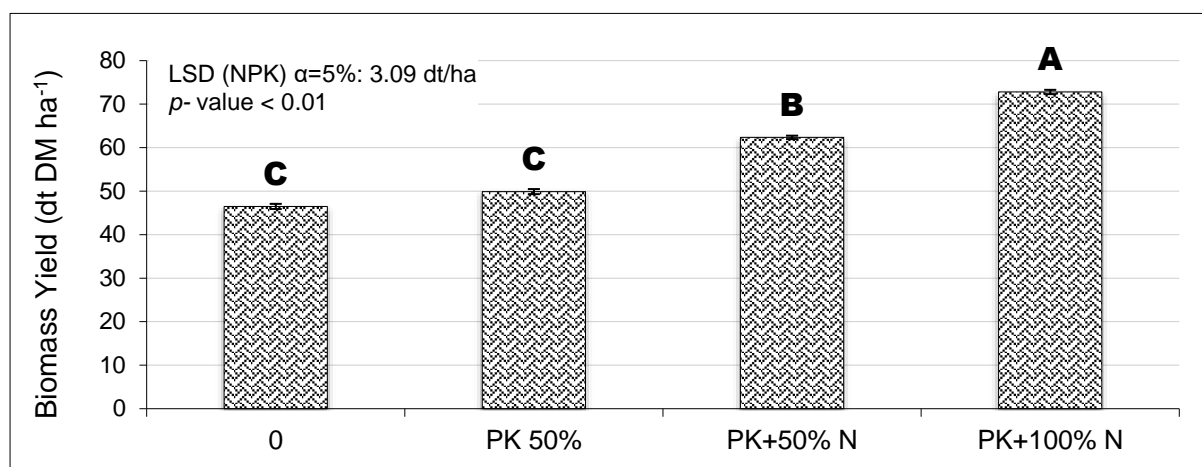 Biomass Yield (dt DM ha⁻¹)
80
70
60
50
40
30
20
10
0
LSD (NPK) α=5%: 3.09 dt/ha
p- value < 0.01
C
C
B
A
0
PK 50%
PK+50% N
PK+100% N